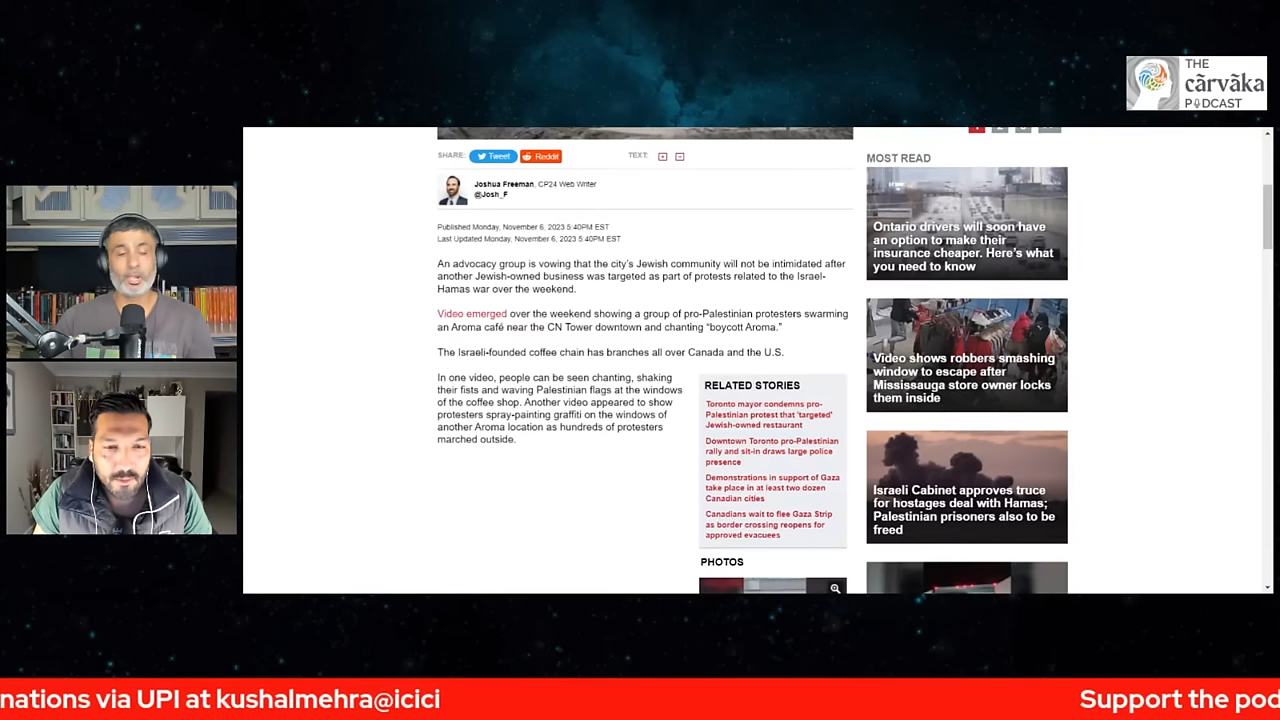 THE
cārvāka
PODCAST
SHARE:
Tweet
Reddit
TEXT:
Joshua Freeman, CP24 Web Writer
@Josh_F
Published Monday, November 6, 2023 5:40PM EST
Last Updated Monday, November 6, 2023 5:40PM EST
An advocacy group is vowing that the city's Jewish community will not be intimidated after
another Jewish-owned business was targeted as part of protests related to the Israel-
Hamas war over the weekend.
Video emerged over the weekend showing a group of pro-Palestinian protesters swarming
an Aroma café near the CN Tower downtown and chanting “boycott Aroma.”
The Israeli-founded coffee chain has branches all over Canada and the U.S.
In one video, people can be seen chanting, shaking
their fists and waving Palestinian flags at the windows
of the coffee shop. Another video appeared to show
protesters spray-painting graffiti on the windows of
another Aroma location as hundreds of protesters
marched outside.
RELATED STORIES
Toronto mayor condemns pro-
Palestinian protest that 'targeted'
Jewish-owned restaurant
Downtown Toronto pro-Palestinian
rally and sit-in draws large police
presence
Demonstrations in support of Gaza
take place in at least two dozen
Canadian cities
Canadians wait to flee Gaza Strip
as border crossing reopens for
approved evacuees
PHOTOS
MOST READ
Ontario drivers will soon have
an option to make their
insurance cheaper. Here's what
you need to know
Video shows robbers smashing
window to escape after
Mississauga store owner locks
them inside
Israeli Cabinet approves truce
for hostages deal with Hamas;
Palestinian prisoners also to be
freed
nations via UPI at kushalmehra@icici
Support the pod